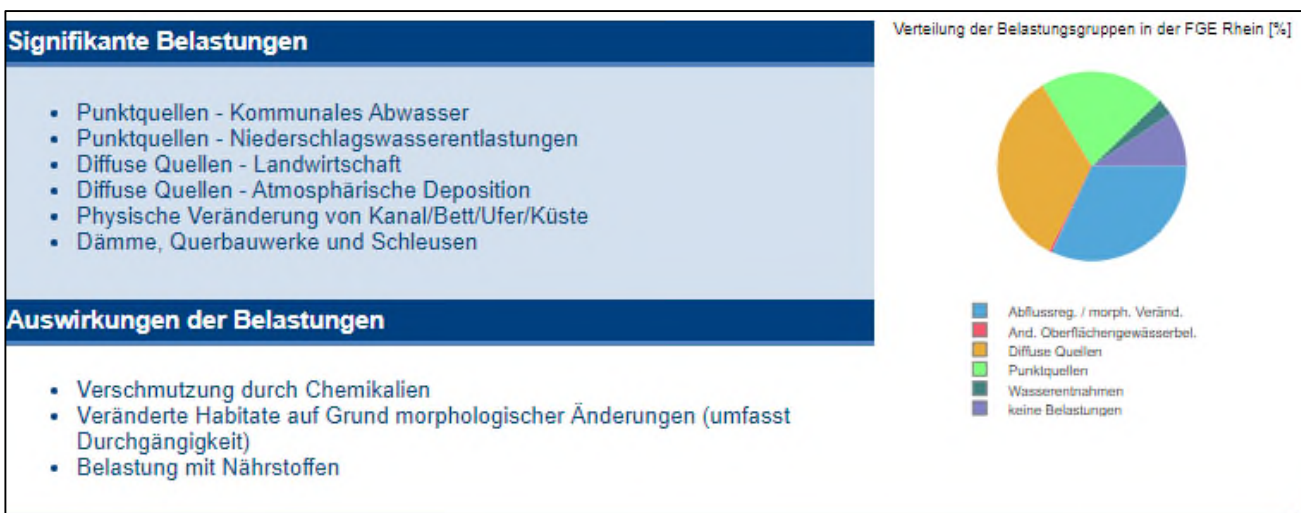 Signifikante Belastungen
• Punktquellen - Kommunales Abwasser
• Punktquellen - Niederschlagswasserentlastungen
• Diffuse Quellen - Landwirtschaft
• Diffuse Quellen - Atmosphärische Deposition
• Physische Veränderung von Kanal/Bett/Ufer/Küste
• Dämme, Querbauwerke und Schleusen
Auswirkungen der Belastungen
• Verschmutzung durch Chemikalien
• Veränderte Habitate auf Grund morphologischer Änderungen (umfasst
Durchgängigkeit)
• Belastung mit Nährstoffen
Verteilung der Belastungsgruppen in der FGE Rhein [%]
Abflussreg. / morph. Veränd.
And. Oberflächengewässerbel.
Diffuse Quellen
Punktquellen
Wasserentnahmen
keine Belastungen